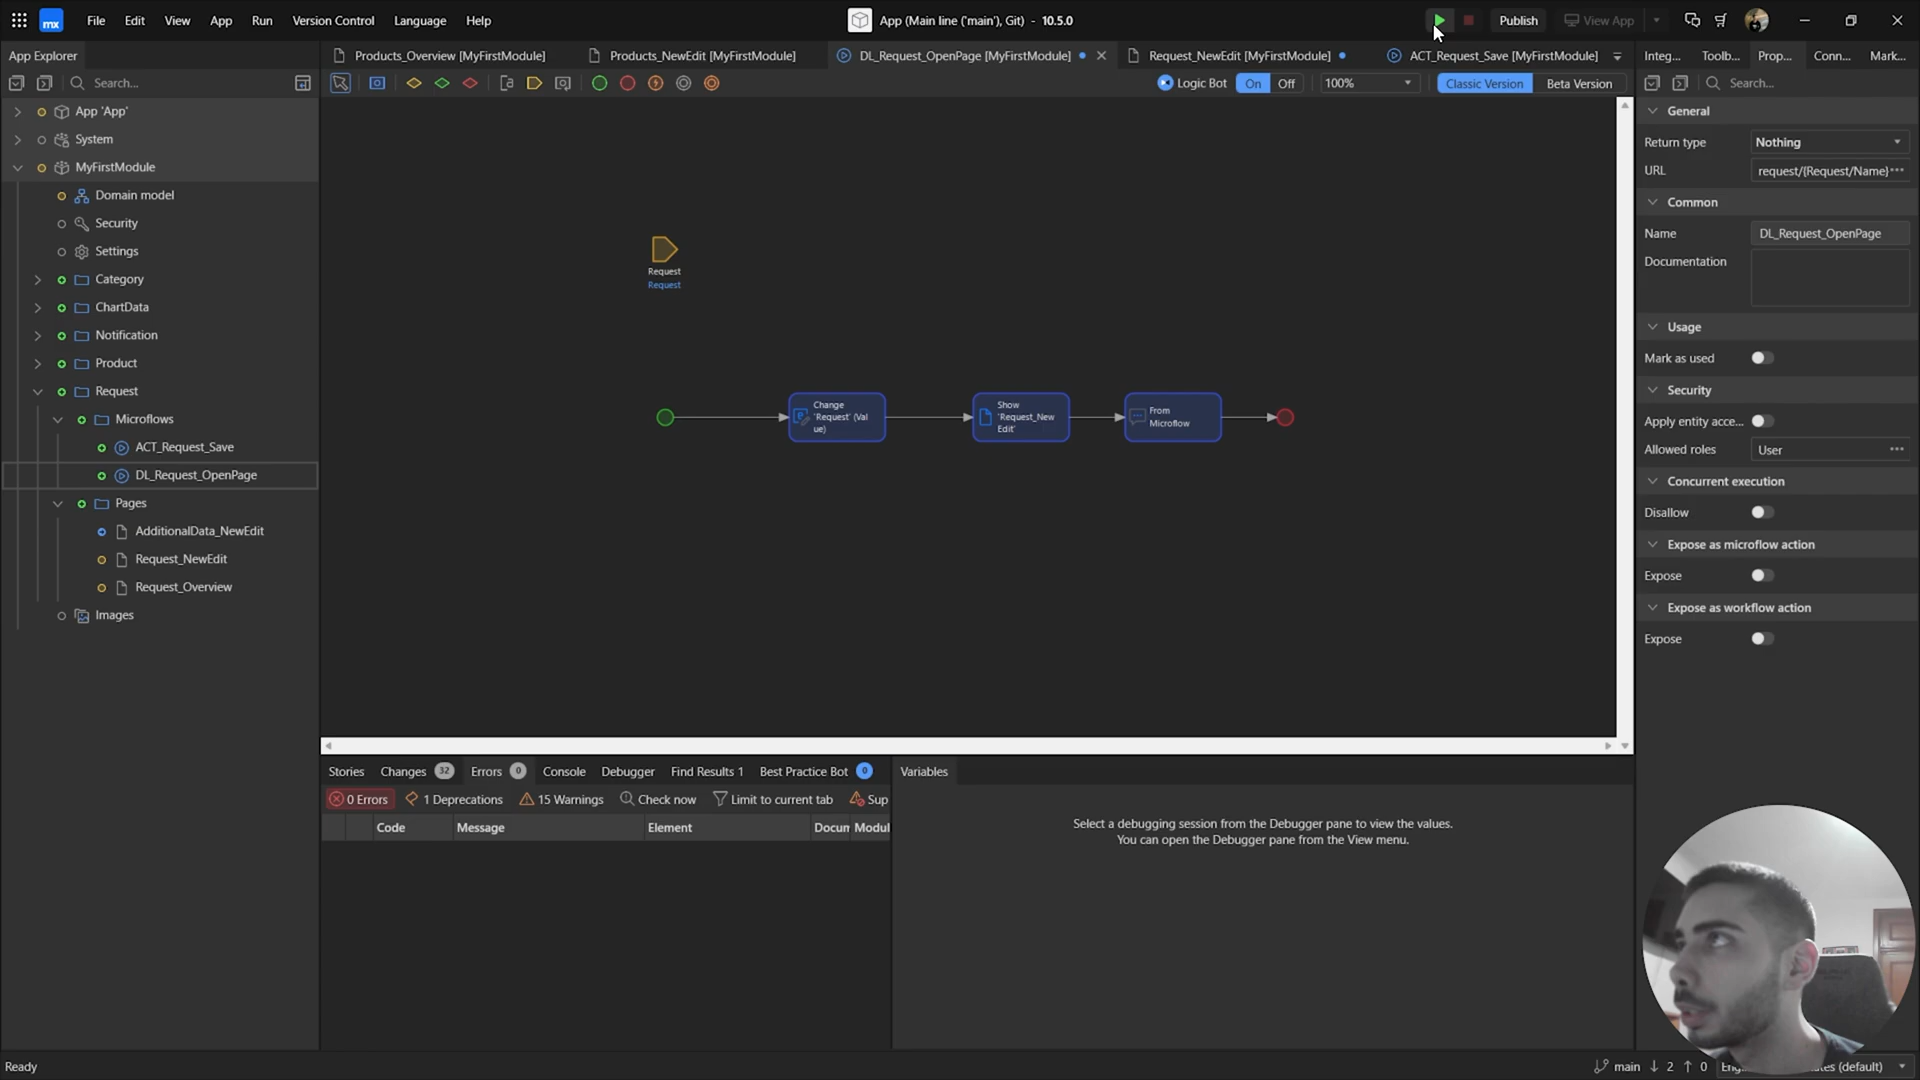 mx File Edit View App Run Version Control Language Help
App (Main line ('main'), Git) - 10.5.0
Publish View App
App Explorer
Products_Overview [MyFirstModule] Products_NewEdit [MyFirstModule] DL_Request_OpenPage [MyFirstModule] Request_NewEdit [MyFirstModule] ACT_Request_Save [MyFirstModule]
Integ... Toolb... Prop... Conn... Mark...
Search...
Logic Bot On Off 100% Classic Version Beta Version
Search...
App 'App'
System
MyFirstModule
Domain model
Security
Settings
Category
ChartData
Notification
Product
Request
Microflows
ACT_Request_Save
DL_Request_OpenPage
Pages
AdditionalData_NewEdit
Request_NewEdit
Request_Overview
Images
Request
Request
Change
'Request' (Val
ue)
Show
'Request_New
Edit'
From
Microflow
General
Return type Nothing
URL request/{Request/Name}
Common
Name DL_Request_OpenPage
Documentation
Usage
Mark as used
Security
Apply entity acce...
Allowed roles User
Concurrent execution
Disallow
Expose as microflow action
Expose
Expose as workflow action
Expose
Stories Changes 32 Errors 0 Console Debugger Find Results 1 Best Practice Bot 0
Variables
0 Errors 1 Deprecations 15 Warnings Check now Limit to current tab Sup
Code Message Element Docum Modul
Select a debugging session from the Debugger pane to view the values.
You can open the Debugger pane from the View menu.
Ready
main 2 0 (default)